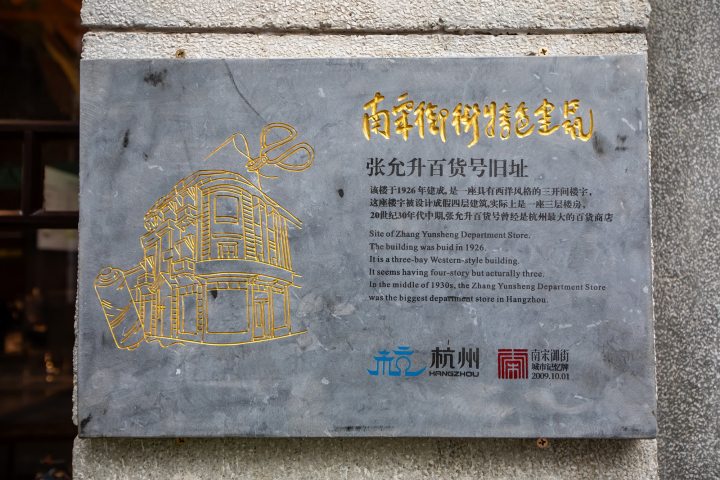 南宋御街特色建筑
张允升百货号旧址
该楼于1926年建成,是一座具有西洋风格的三开间楼宇,
这座楼宇被设计成假四层建筑,实际上是一座三层楼房。
20世纪30年代中期,张允升百货号曾经是杭州最大的百货商店
Site of Zhang Yunsheng Department Store.
The building was buid in 1926.
It is a three-bay Western-style building.
It seems having four-story but acturally three.
In the middle of 1930s, the Zhang Yunsheng Department Store
was the biggest department store in Hangzhou.
杭 杭州
HANGZHOU
南宋御街
城市记忆牌
2009.10.01